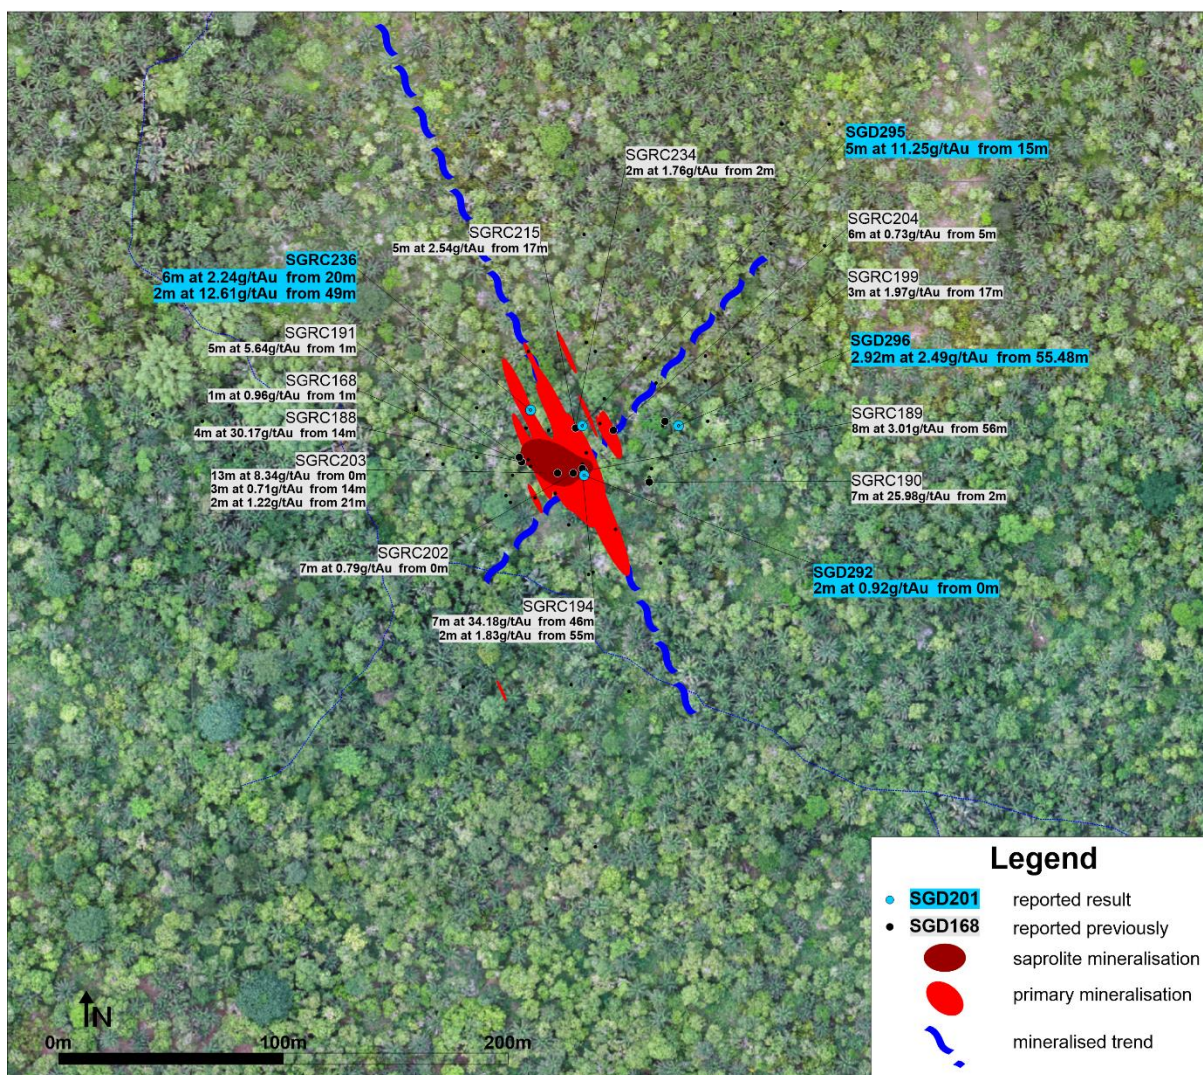 SGD295
5m at 11.25g/tAu from 15m
SGRC234
2m at 1.76g/tAu from 2m
SGRC204
6m at 0.73g/tAu from 5m
SGRC215
5m at 2.54g/tAu from 17m
SGRC236
6m at 2.24g/tAu from 20m
2m at 12.61g/tAu from 49m
SGRC199
3m at 1.97g/tAu from 17m
SGRC191
5m at 5.64g/tAu from 1m
SGD296
2.92m at 2.49g/tAu from 55.48m
SGRC168
1m at 0.96g/tAu from 1m
SGRC188
4m at 30.17g/tAu from 14m
SGRC189
8m at 3.01g/tAu from 56m
SGRC203
13m at 8.34g/tAu from 0m
3m at 0.71g/tAu from 14m
2m at 1.22g/tAu from 21m
SGRC190
7m at 25.98g/tAu from 2m
SGRC202
7m at 0.79g/tAu from 0m
SGD292
2m at 0.92g/tAu from 0m
SGRC194
7m at 34.18g/tAu from 46m
2m at 1.83g/tAu from 55m
Legend
SGD201 reported result
SGD168 reported previously
saprolite mineralisation
primary mineralisation
mineralised trend
N
0m 100m 200m